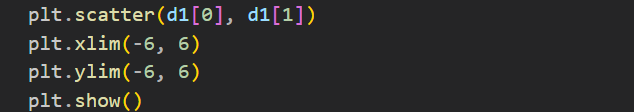 plt.scatter(d1[0], d1[1])
plt.xlim(-6, 6)
plt.ylim(-6, 6)
plt.show()